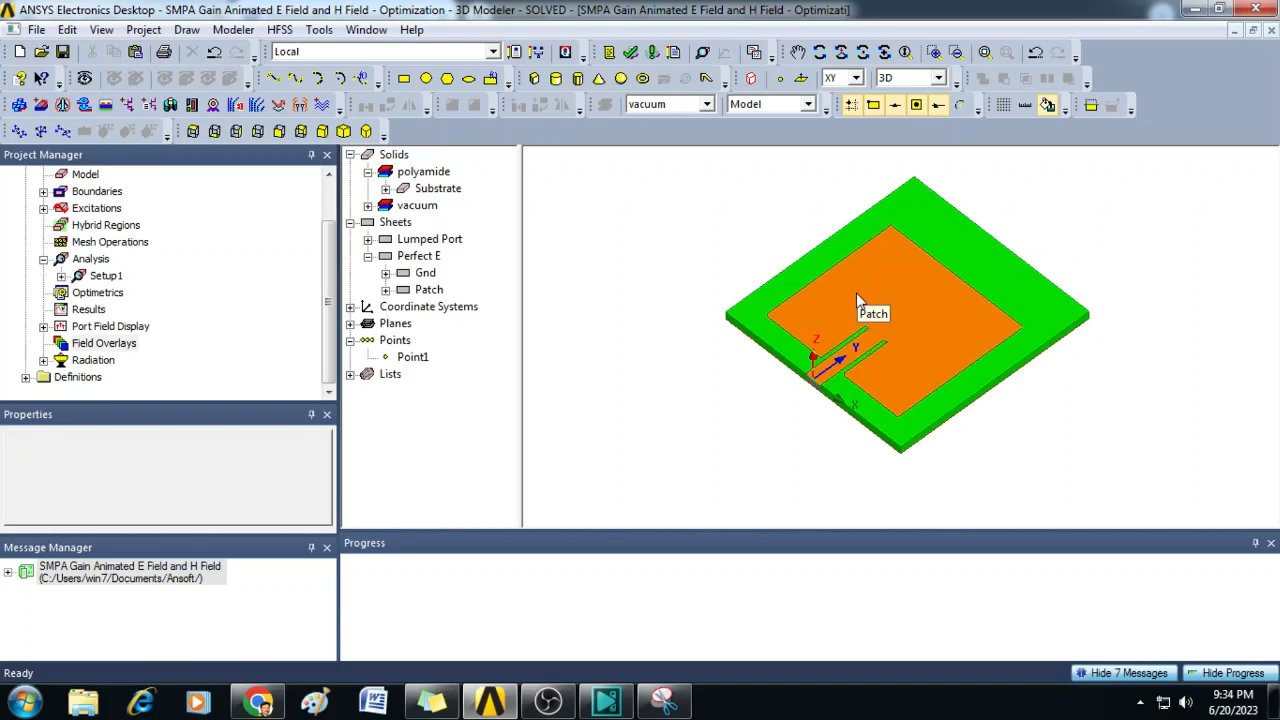 ANSYS Electronics Desktop - SMPA Gain Animated E Field and H Field - Optimization - 3D Modeler - SOLVED - [SMPA Gain Animated E Field and H Field - Optimizati]
File Edit View Project Draw Modeler HFSS Tools Window Help
Local
XY 3D
vacuum Model
Project Manager
Model
Boundaries
Excitations
Hybrid Regions
Mesh Operations
Analysis
Setup1
Optimetrics
Results
Port Field Display
Field Overlays
Radiation
Definitions
Properties
Message Manager
SMPA Gain Animated E Field and H Field
(C:/Users/win7/Documents/Ansoft/)
Solids
polyamide
Substrate
vacuum
Sheets
Lumped Port
Perfect E
Gnd
Patch
Coordinate Systems
Planes
Points
Point1
Lists
Patch
Z
Y
X
Progress
Ready
Hide 7 Messages
Hide Progress
9:34 PM
6/20/2023